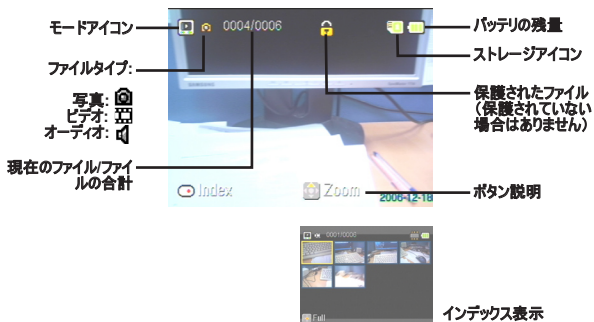 モードアイコン
ファイルタイプ:
写真:
ビデオ:
オーディオ:
現在のファイル/ファイ
ルの合計
0004/0006
SAMSUNG
Index
Zoom
2006-12-18
バッテリの残量
ストレージアイコン
保護されたファイル
(保護されていない
場合はありません)
ボタン説明
0001/0006
Full
インデックス表示